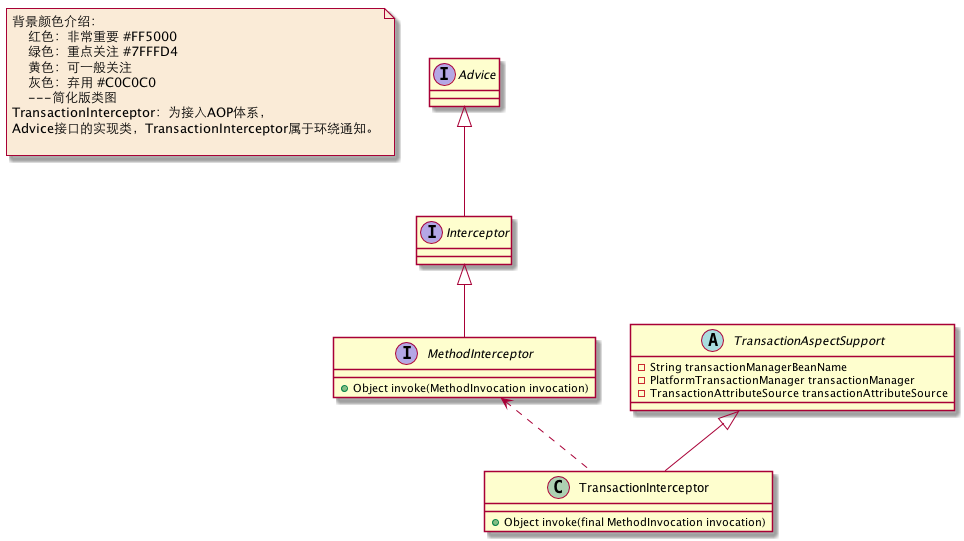 背景颜色介绍：
红色：非常重要 #FF5000
绿色：重点关注 #7FFFD4
黄色：可一般关注
灰色：弃用 #C0C0C0
---简化版类图
TransactionInterceptor：为接入AOP体系，
Advice接口的实现类，TransactionInterceptor属于环绕通知。
I Advice
I Interceptor
I MethodInterceptor
Object invoke(MethodInvocation invocation)
A TransactionAspectSupport
String transactionManagerBeanName
PlatformTransactionManager transactionManager
TransactionAttributeSource transactionAttributeSource
C TransactionInterceptor
Object invoke(final MethodInvocation invocation)